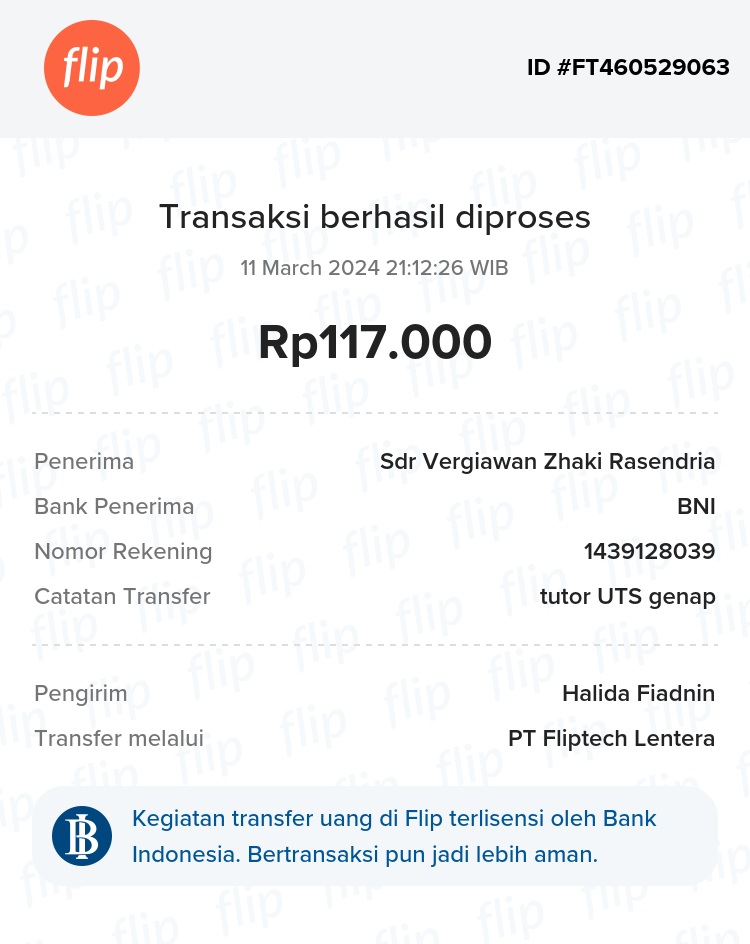 flip
ID #FT460529063
Transaksi berhasil diproses
11 March 2024 21:12:26 WIB
Rp117.000
Penerima Sdr Vergiawan Zhaki Rasendria
Bank Penerima BNI
Nomor Rekening 1439128039
Catatan Transfer tutor UTS genap
Pengirim Halida Fiadnin
Transfer melalui PT Fliptech Lentera
Kegiatan transfer uang di Flip terlisensi oleh Bank
Indonesia. Bertransaksi pun jadi lebih aman.